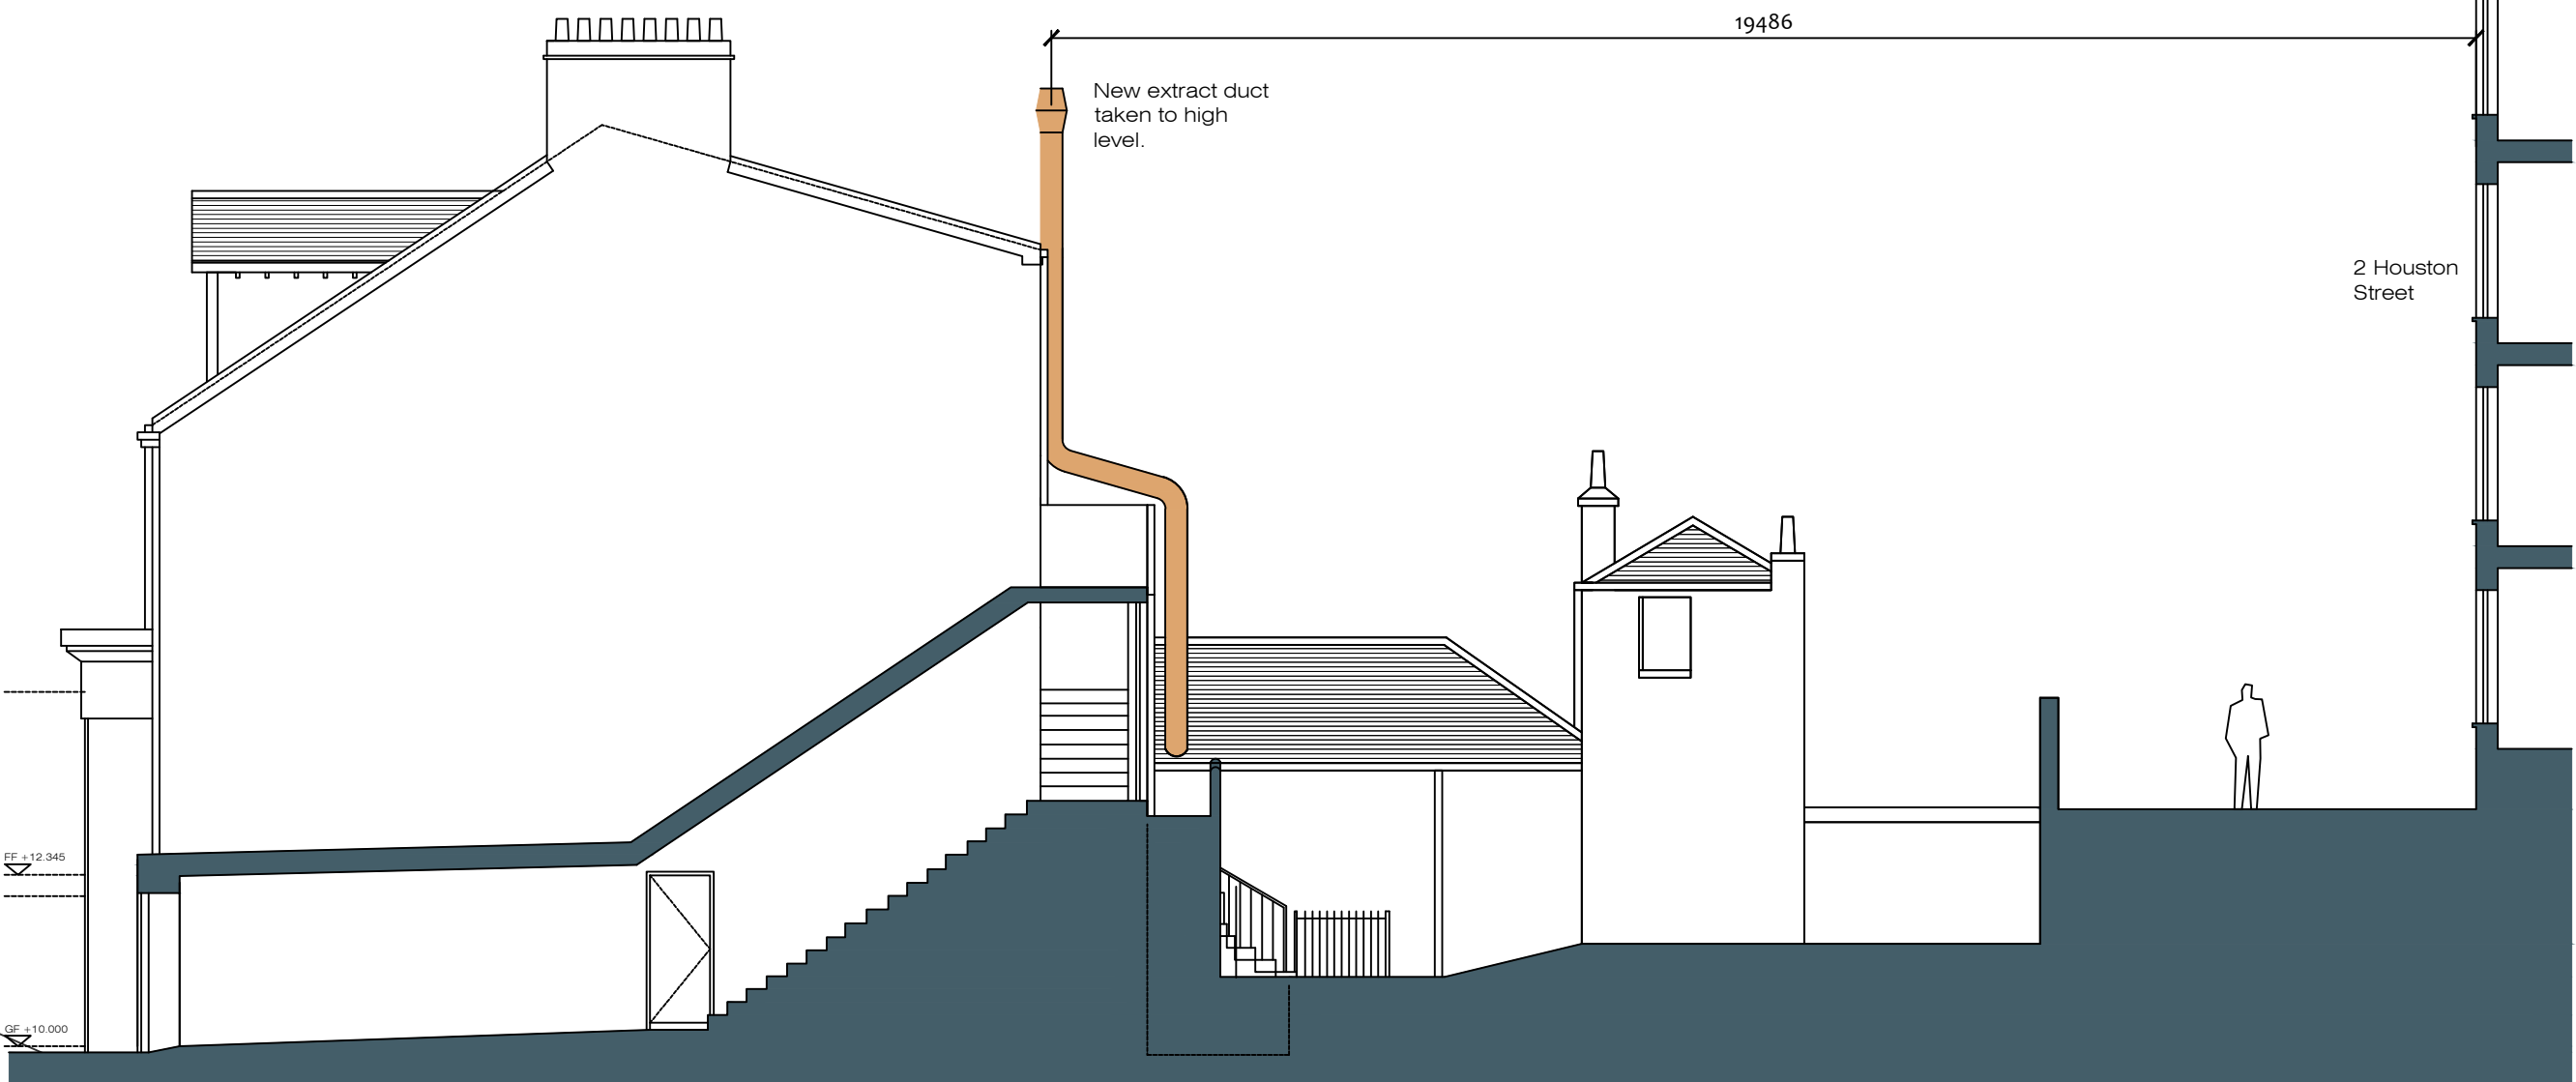 19486
New extract duct
taken to high
level.
2 Houston
Street
FF +12.345
GF +10.000